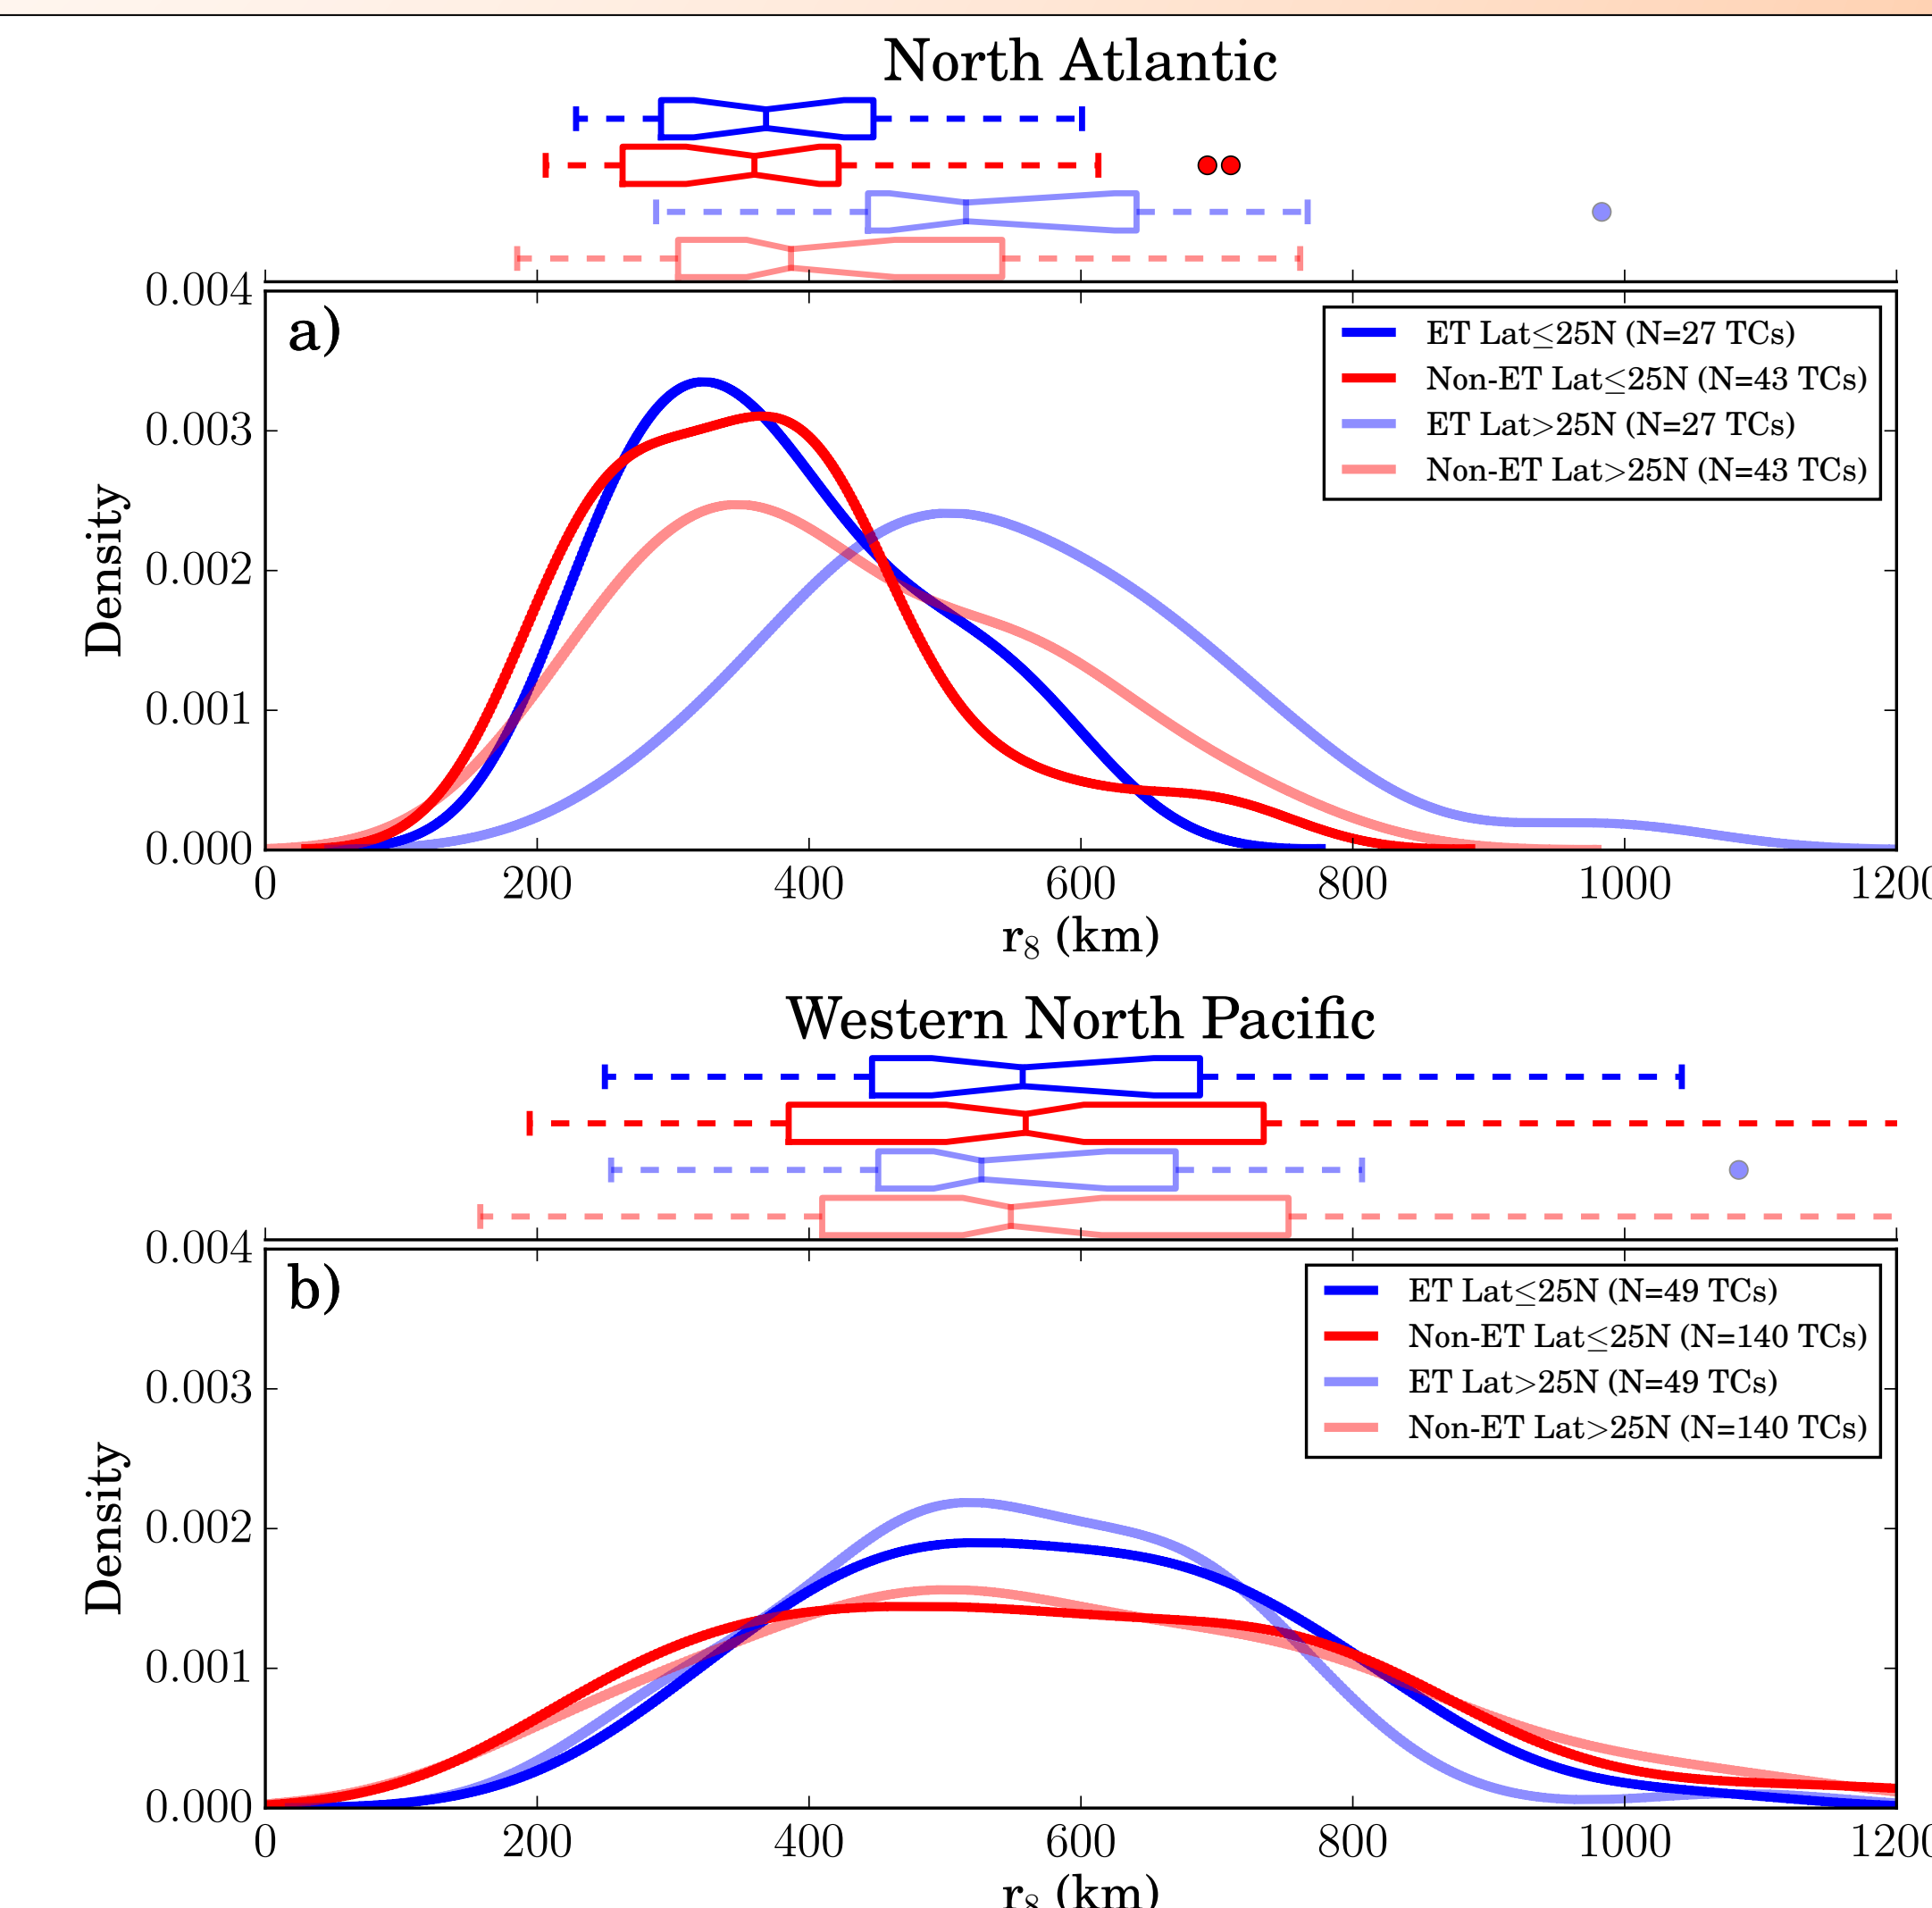 North Atlantic
a)
ET Lat≤25N (N=27 TCs)
Non-ET Lat≤25N (N=43 TCs)
ET Lat>25N (N=27 TCs)
Non-ET Lat>25N (N=43 TCs)
0.004
0.003
0.002
0.001
0.000
Density
0 200 400 600 800 1000 1200
r₈ (km)
Western North Pacific
b)
ET Lat≤25N (N=49 TCs)
Non-ET Lat≤25N (N=140 TCs)
ET Lat>25N (N=49 TCs)
Non-ET Lat>25N (N=140 TCs)
0.004
0.003
0.002
0.001
0.000
Density
0 200 400 600 800 1000 1200
r₈ (km)